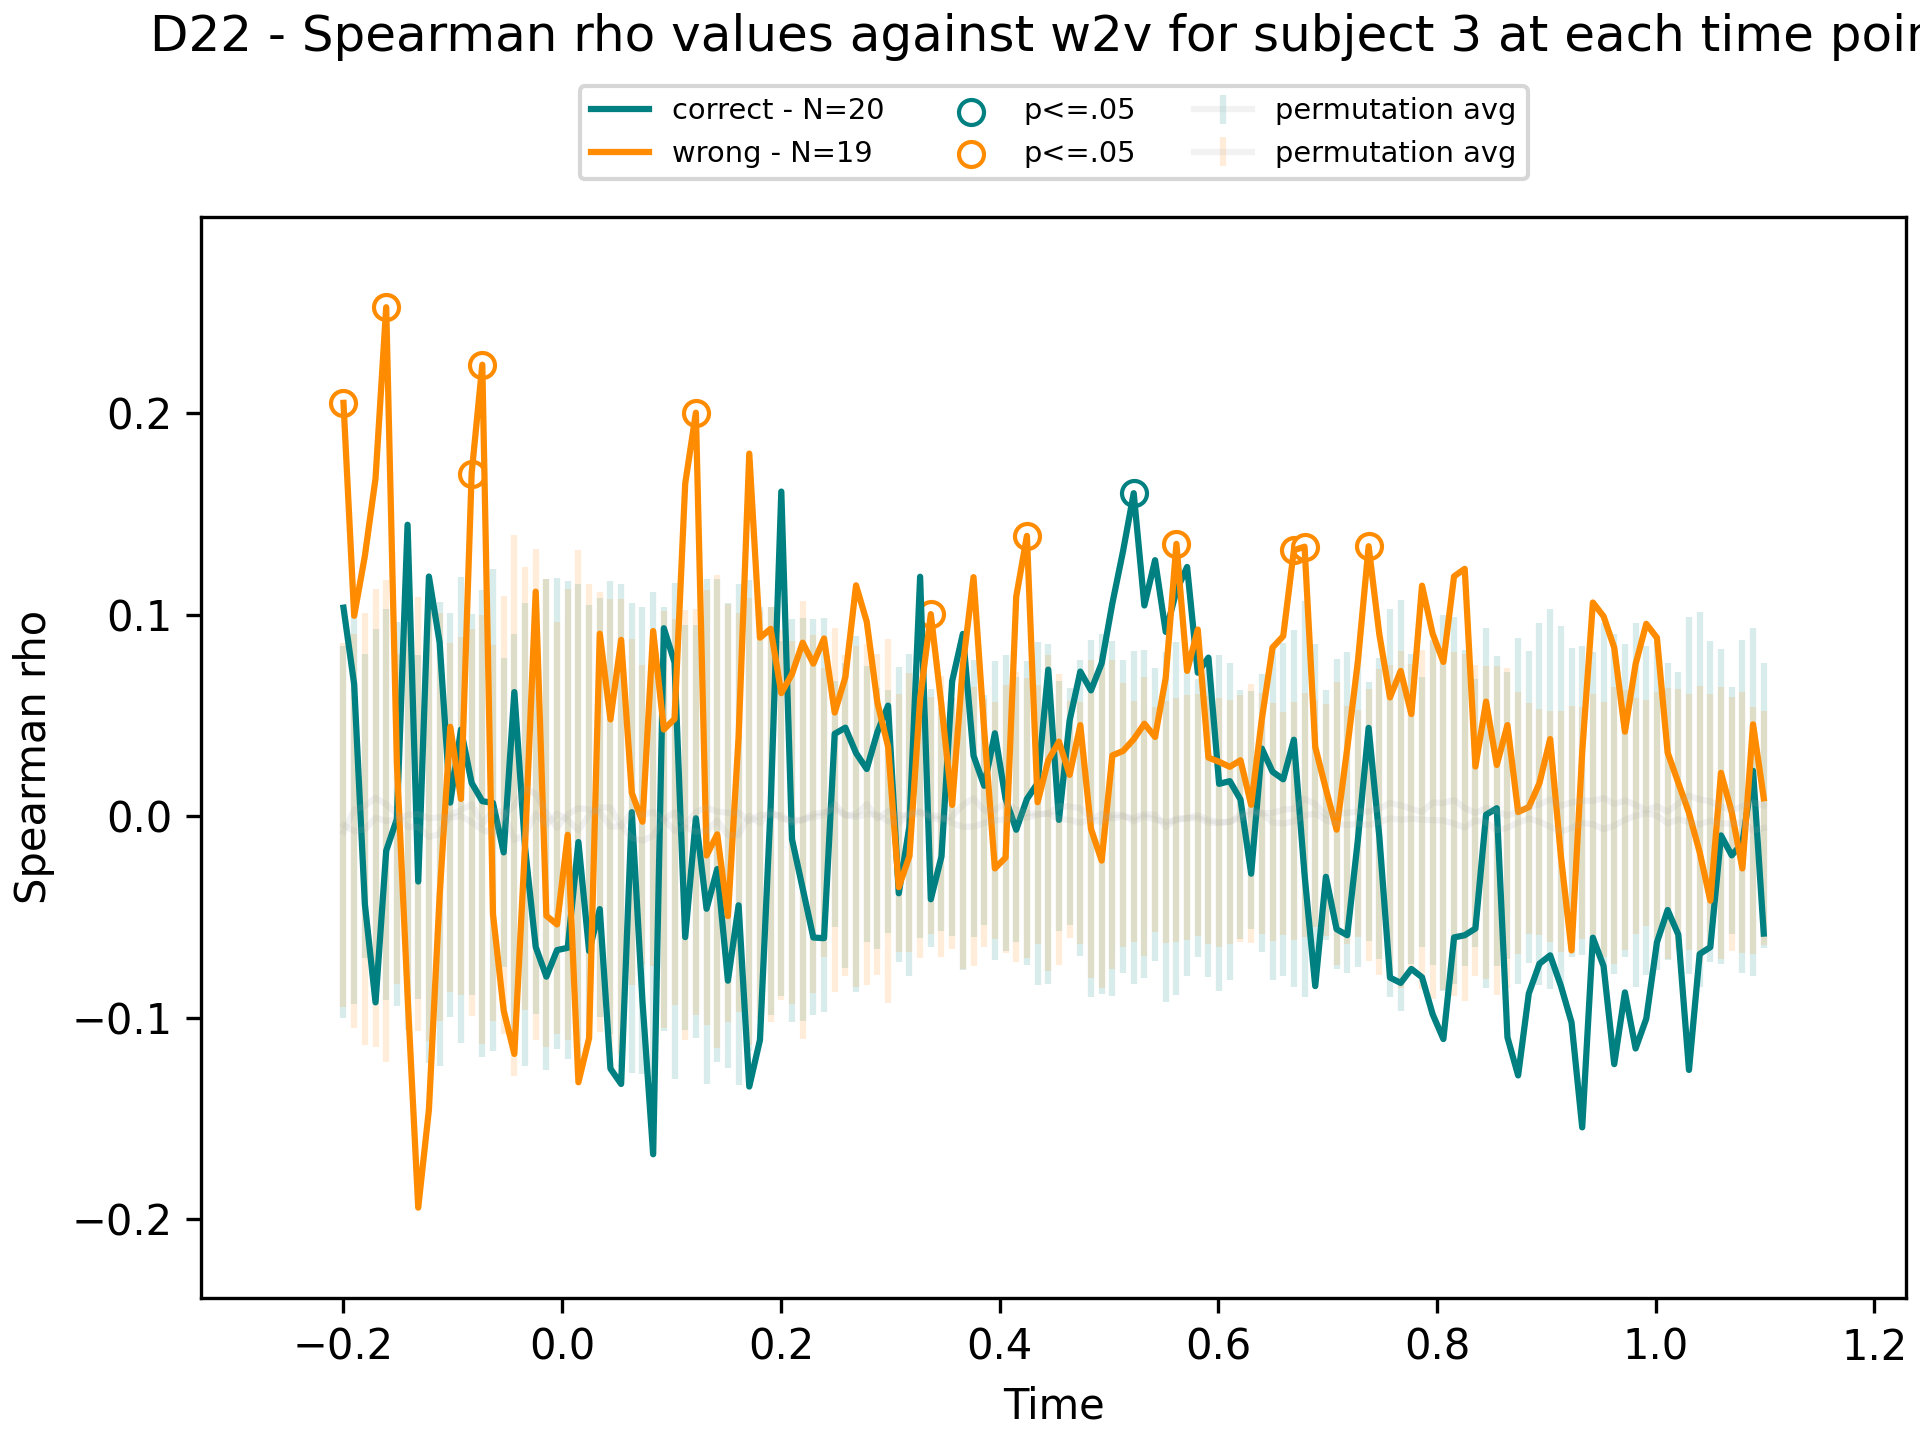 D22 - Spearman rho values against w2v for subject 3 at each time
correct - N=20 p<=.05 permutation avg
wrong - N=19 p<=.05 permutation avg
Spearman rho
0.2
0.1
0.0
−0.1
−0.2
−0.2 0.0 0.2 0.4 0.6 0.8 1.0 1.2
Time